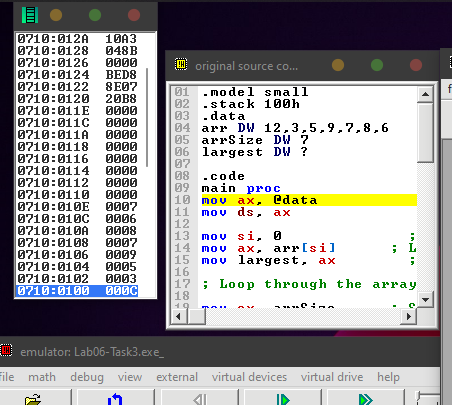 0710:012A 10A3
0710:0128 048B
0710:0126 0000
0710:0124 BED8
0710:0122 8E07
0710:0120 20B8
0710:011E 0000
0710:011C 0000
0710:011A 0000
0710:0118 0000
0710:0116 0000
0710:0114 0000
0710:0112 0000
0710:0110 0000
0710:010E 0007
0710:010C 0006
0710:010A 0008
0710:0108 0007
0710:0106 0009
0710:0104 0005
0710:0102 0003
0710:0100 000C
original source co...
01 .model small
02 .stack 100h
03 .data
04 arr DW 12,3,5,9,7,8,6
05 arrSize DW 7
06 largest DW ?
07
08 .code
09 main proc
10 mov ax, @data
11 mov ds, ax
12
13 mov si, 0 ;
14 mov ax, arr[si] ; L
15 mov largest, ax ;
16
17 ; Loop through the array
18
19 mov ax, arrSize ; S
f
emulator: Lab06-Task3.exe_
file math debug view external virtual devices virtual drive help